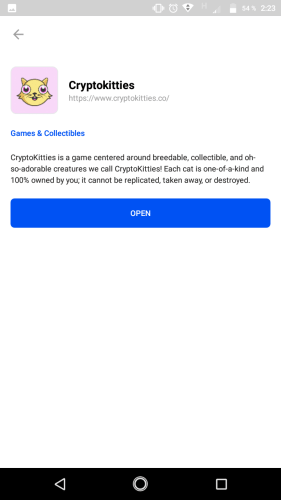 54 % 2:23
Cryptokitties
https://www.cryptokitties.co/
Games & Collectibles
CryptoKitties is a game centered around breedable, collectible, and oh-
so-adorable creatures we call CryptoKitties! Each cat is one-of-a-kind and
100% owned by you; it cannot be replicated, taken away, or destroyed.
OPEN